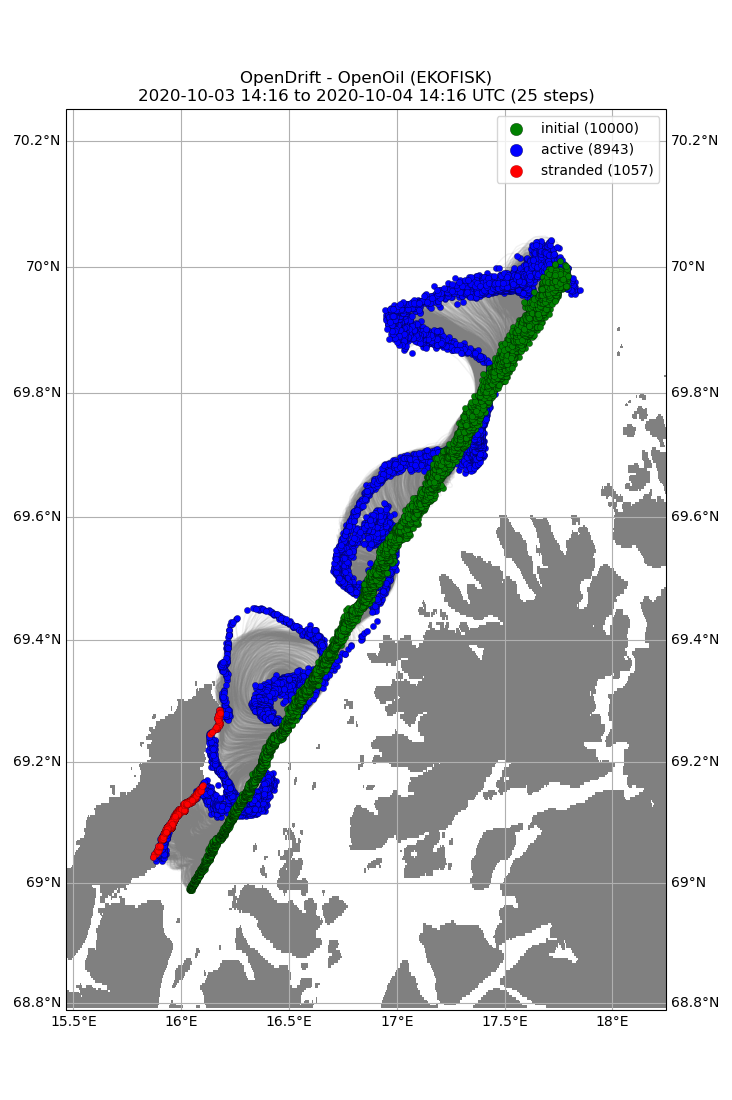 OpenDrift - OpenOil (EKOFISK)
2020-10-03 14:16 to 2020-10-04 14:16 UTC (25 steps)
initial (10000)
active (8943)
stranded (1057)
70.2°N 70.2°N
70°N 70°N
69.8°N 69.8°N
69.6°N 69.6°N
69.4°N 69.4°N
69.2°N 69.2°N
69°N 69°N
68.8°N 68.8°N
15.5°E 16°E 16.5°E 17°E 17.5°E 18°E